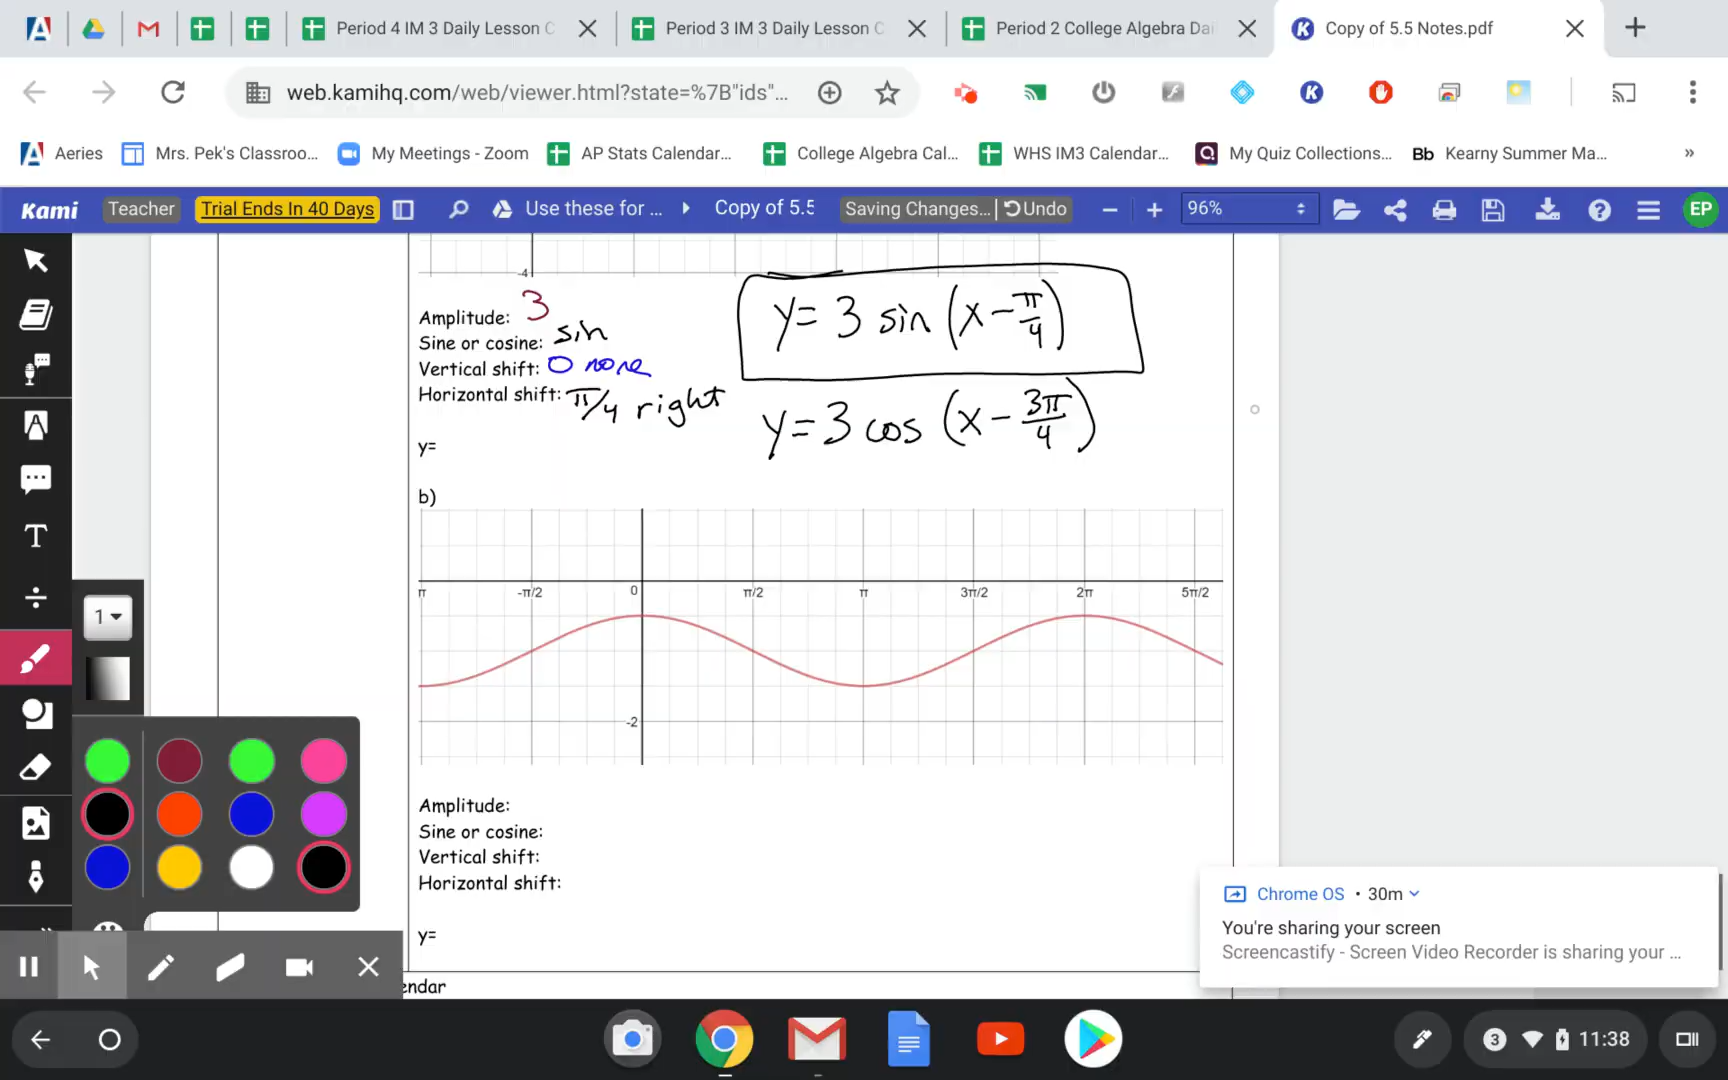 Period 4 IM 3 Daily Lesson C
Period 3 IM 3 Daily Lesson C
Period 2 College Algebra Dai
Copy of 5.5 Notes.pdf
web.kamihq.com/web/viewer.html?state=%7B"ids"...
Aeries
Mrs. Pek's Classroo...
My Meetings - Zoom
AP Stats Calendar...
College Algebra Cal...
WHS IM3 Calendar...
My Quiz Collections...
Bb Kearny Summer Ma...
»
Kami
Teacher
Trial Ends In 40 Days
Use these for ...
Copy of 5.5
Saving Changes... | Undo
96%
EP
-4
Amplitude: 3
Sine or cosine: sin
Vertical shift: 0 none
Horizontal shift: π/4 right
y=
y= 3 sin (x - π/4)
y= 3 cos (x - 3π/4)
b)
π -π/2 0 π/2 π 3π/2 2π 5π/2
-2
Amplitude:
Sine or cosine:
Vertical shift:
Horizontal shift:
y=
endar
T
1
Chrome OS • 30m
You're sharing your screen
Screencastify - Screen Video Recorder is sharing your ...
3
11:38